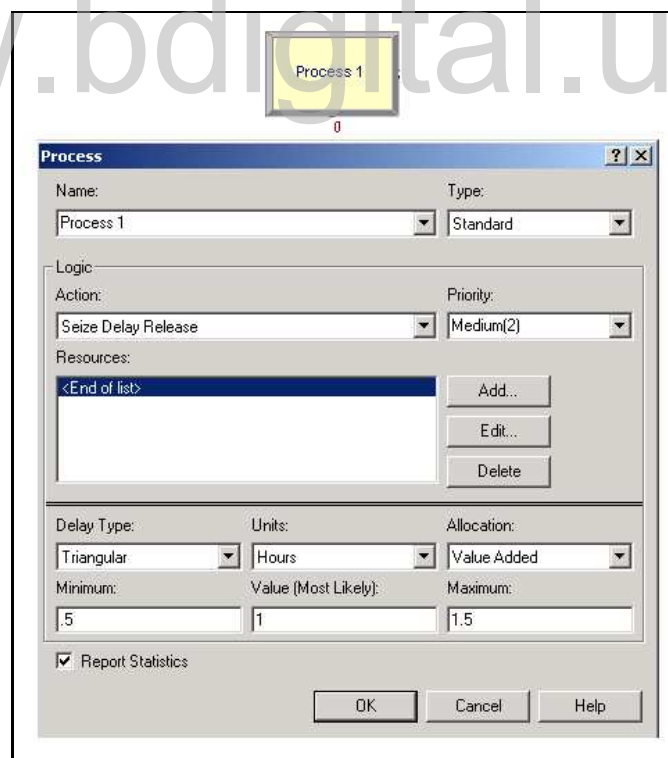 .bdigital.u
Process 1
0
Process
Name: Type:
Process 1 Standard
Logic
Action: Priority:
Seize Delay Release Medium(2)
Resources:
<End of list>
Add...
Edit...
Delete
Delay Type: Units: Allocation:
Triangular Hours Value Added
Minimum: Value (Most Likely): Maximum:
.5 1 1.5
Report Statistics
OK Cancel Help